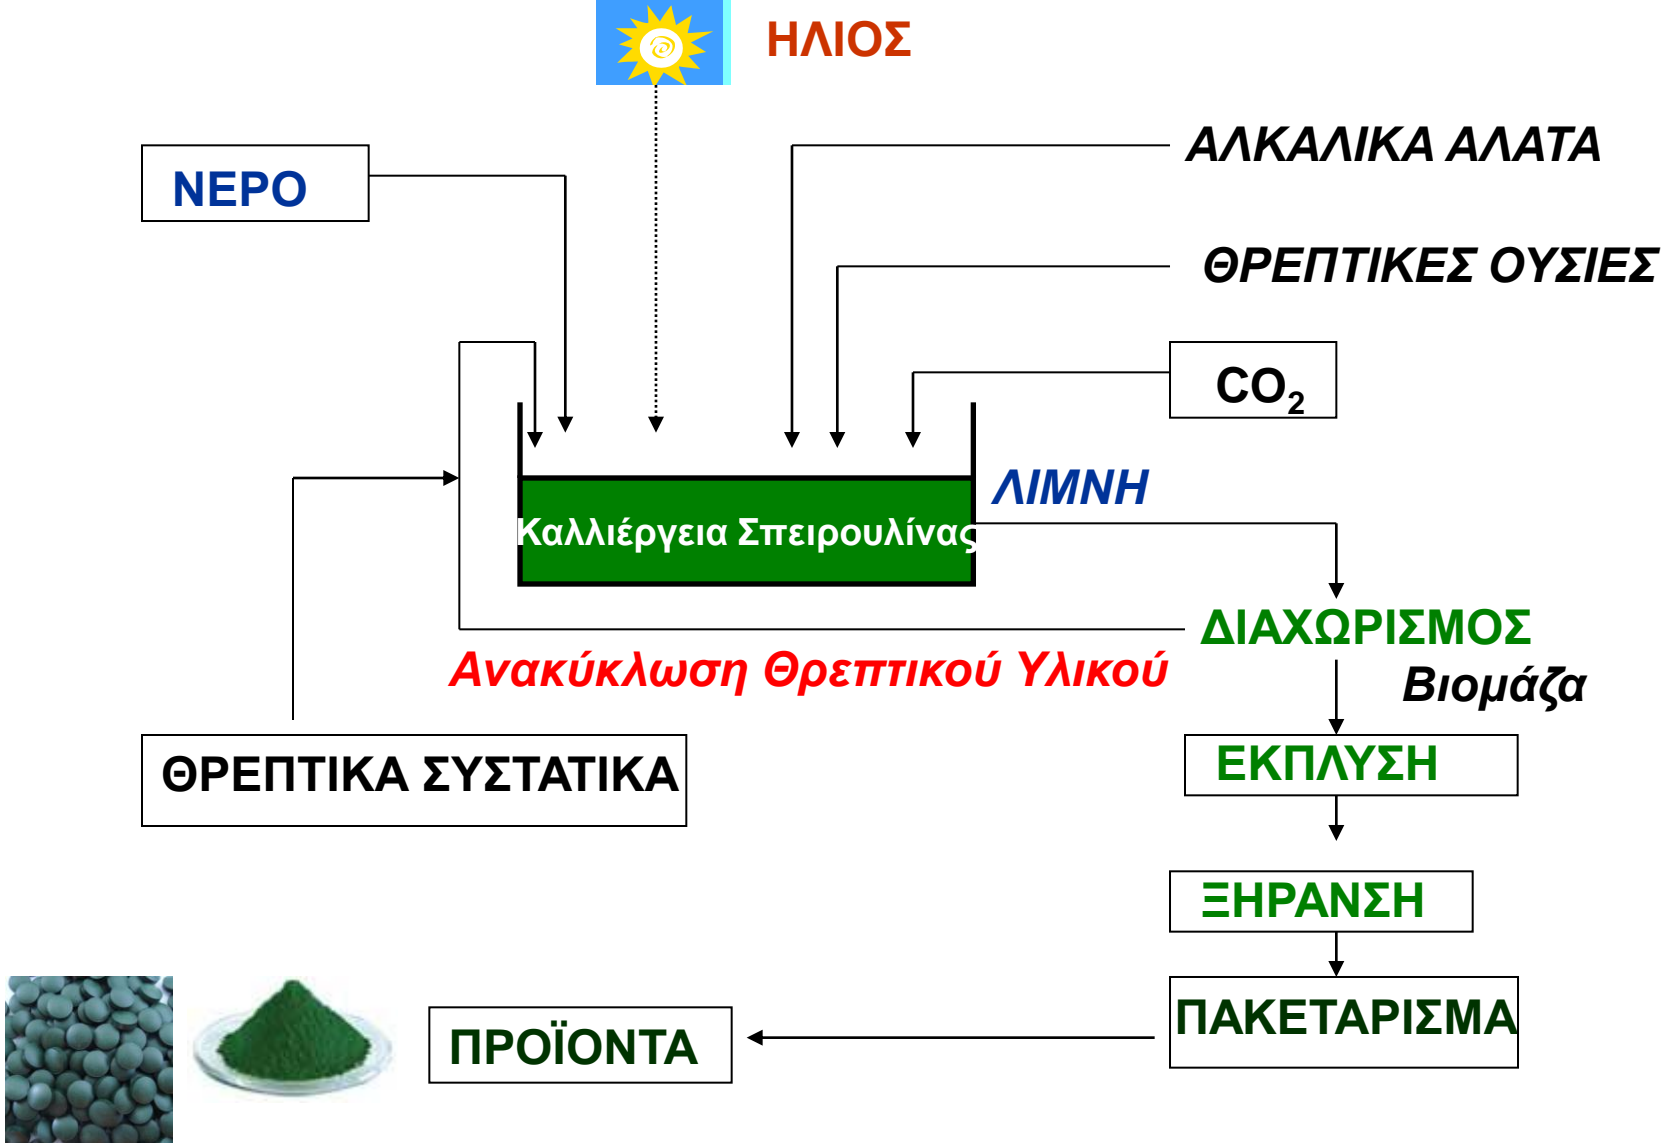 ΗΛΙΟΣ
ΑΛΚΑΛΙΚΑ ΑΛΑΤΑ
ΝΕΡΟ
ΘΡΕΠΤΙΚΕΣ ΟΥΣΙΕΣ
CO₂
ΛΙΜΝΗ
Καλλιέργεια Σπειρουλίνας
ΔΙΑΧΩΡΙΣΜΟΣ
Ανακύκλωση Θρεπτικού Υλικού
Βιομάζα
ΘΡΕΠΤΙΚΑ ΣΥΣΤΑΤΙΚΑ
ΕΚΠΛΥΣΗ
ΞΗΡΑΝΣΗ
ΠΑΚΕΤΑΡΙΣΜΑ
ΠΡΟΪΟΝΤΑ